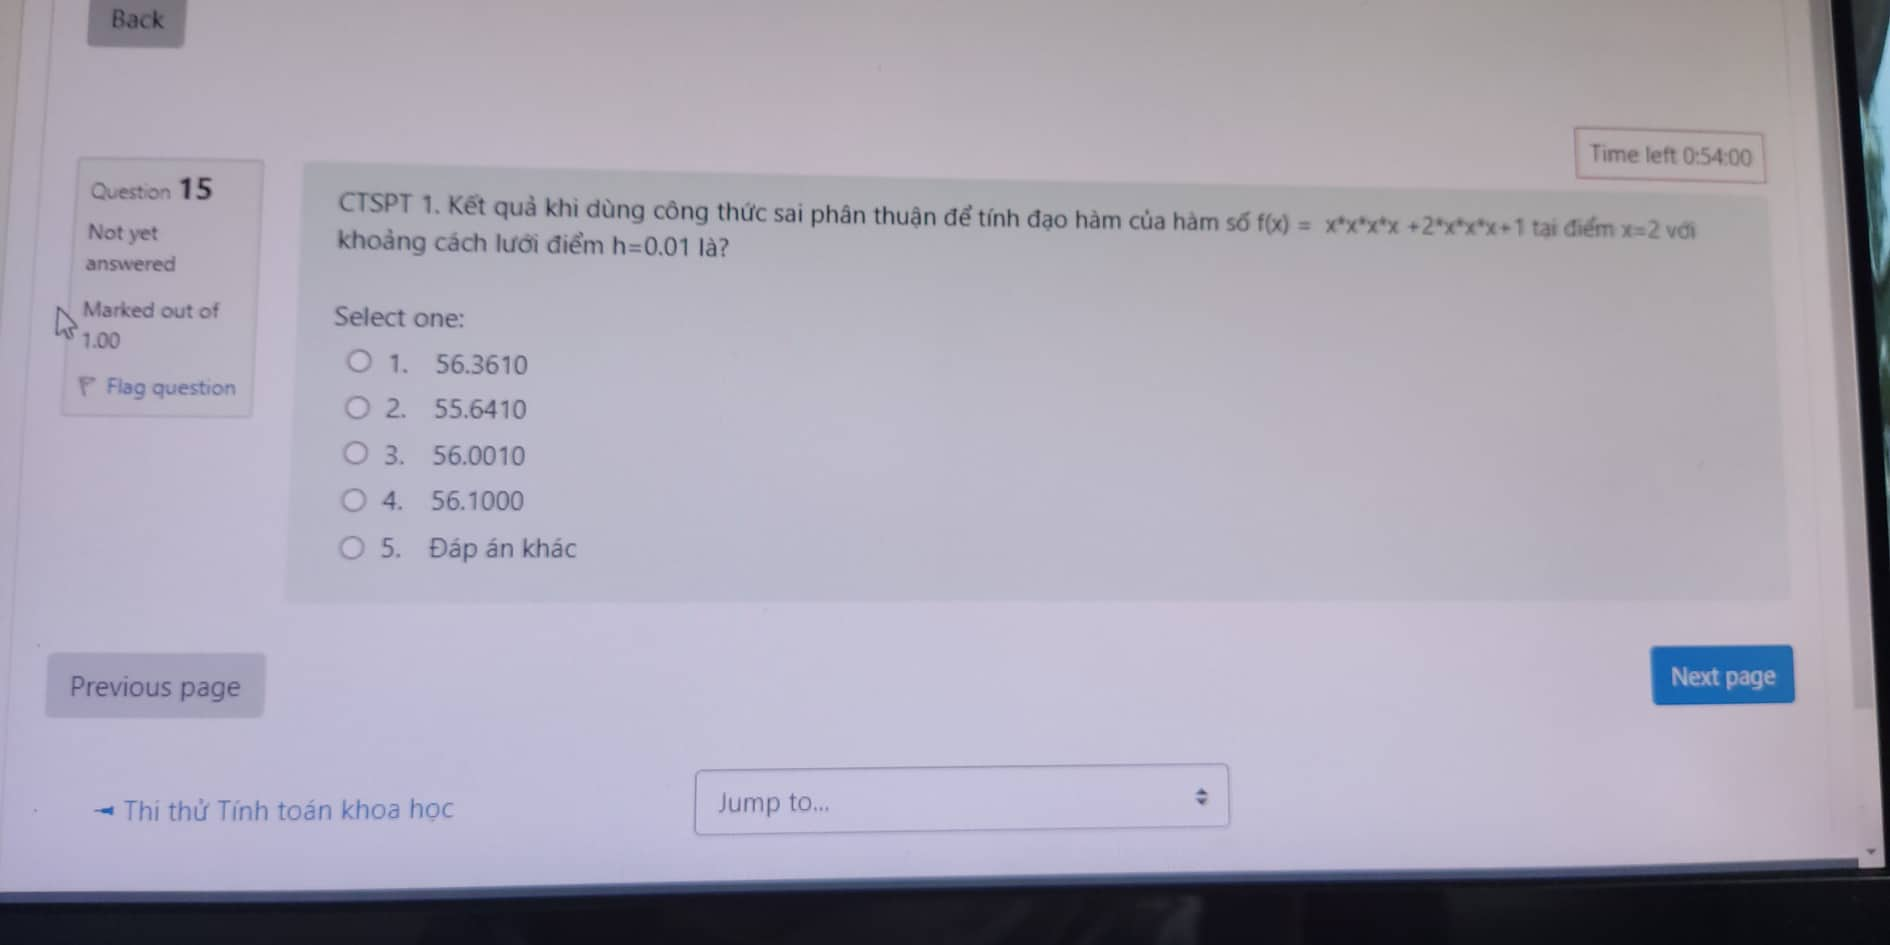 Back
Time left 0:54:00
Question 15
Not yet
answered
Marked out of
1.00
Flag question
CTSPT 1. Kết quả khi dùng công thức sai phân thuận để tính đạo hàm của hàm số f(x) = x*x*x*x +2*x*x*x+1 tại điểm x=2 với
khoảng cách lưới điểm h=0.01 là?
Select one:
1. 56.3610
2. 55.6410
3. 56.0010
4. 56.1000
5. Đáp án khác
Previous page
Next page
Thi thử Tính toán khoa học
Jump to...